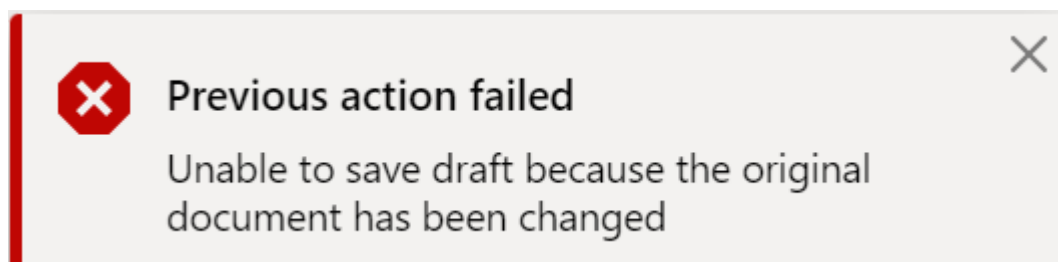 Previous action failed
Unable to save draft because the original
document has been changed